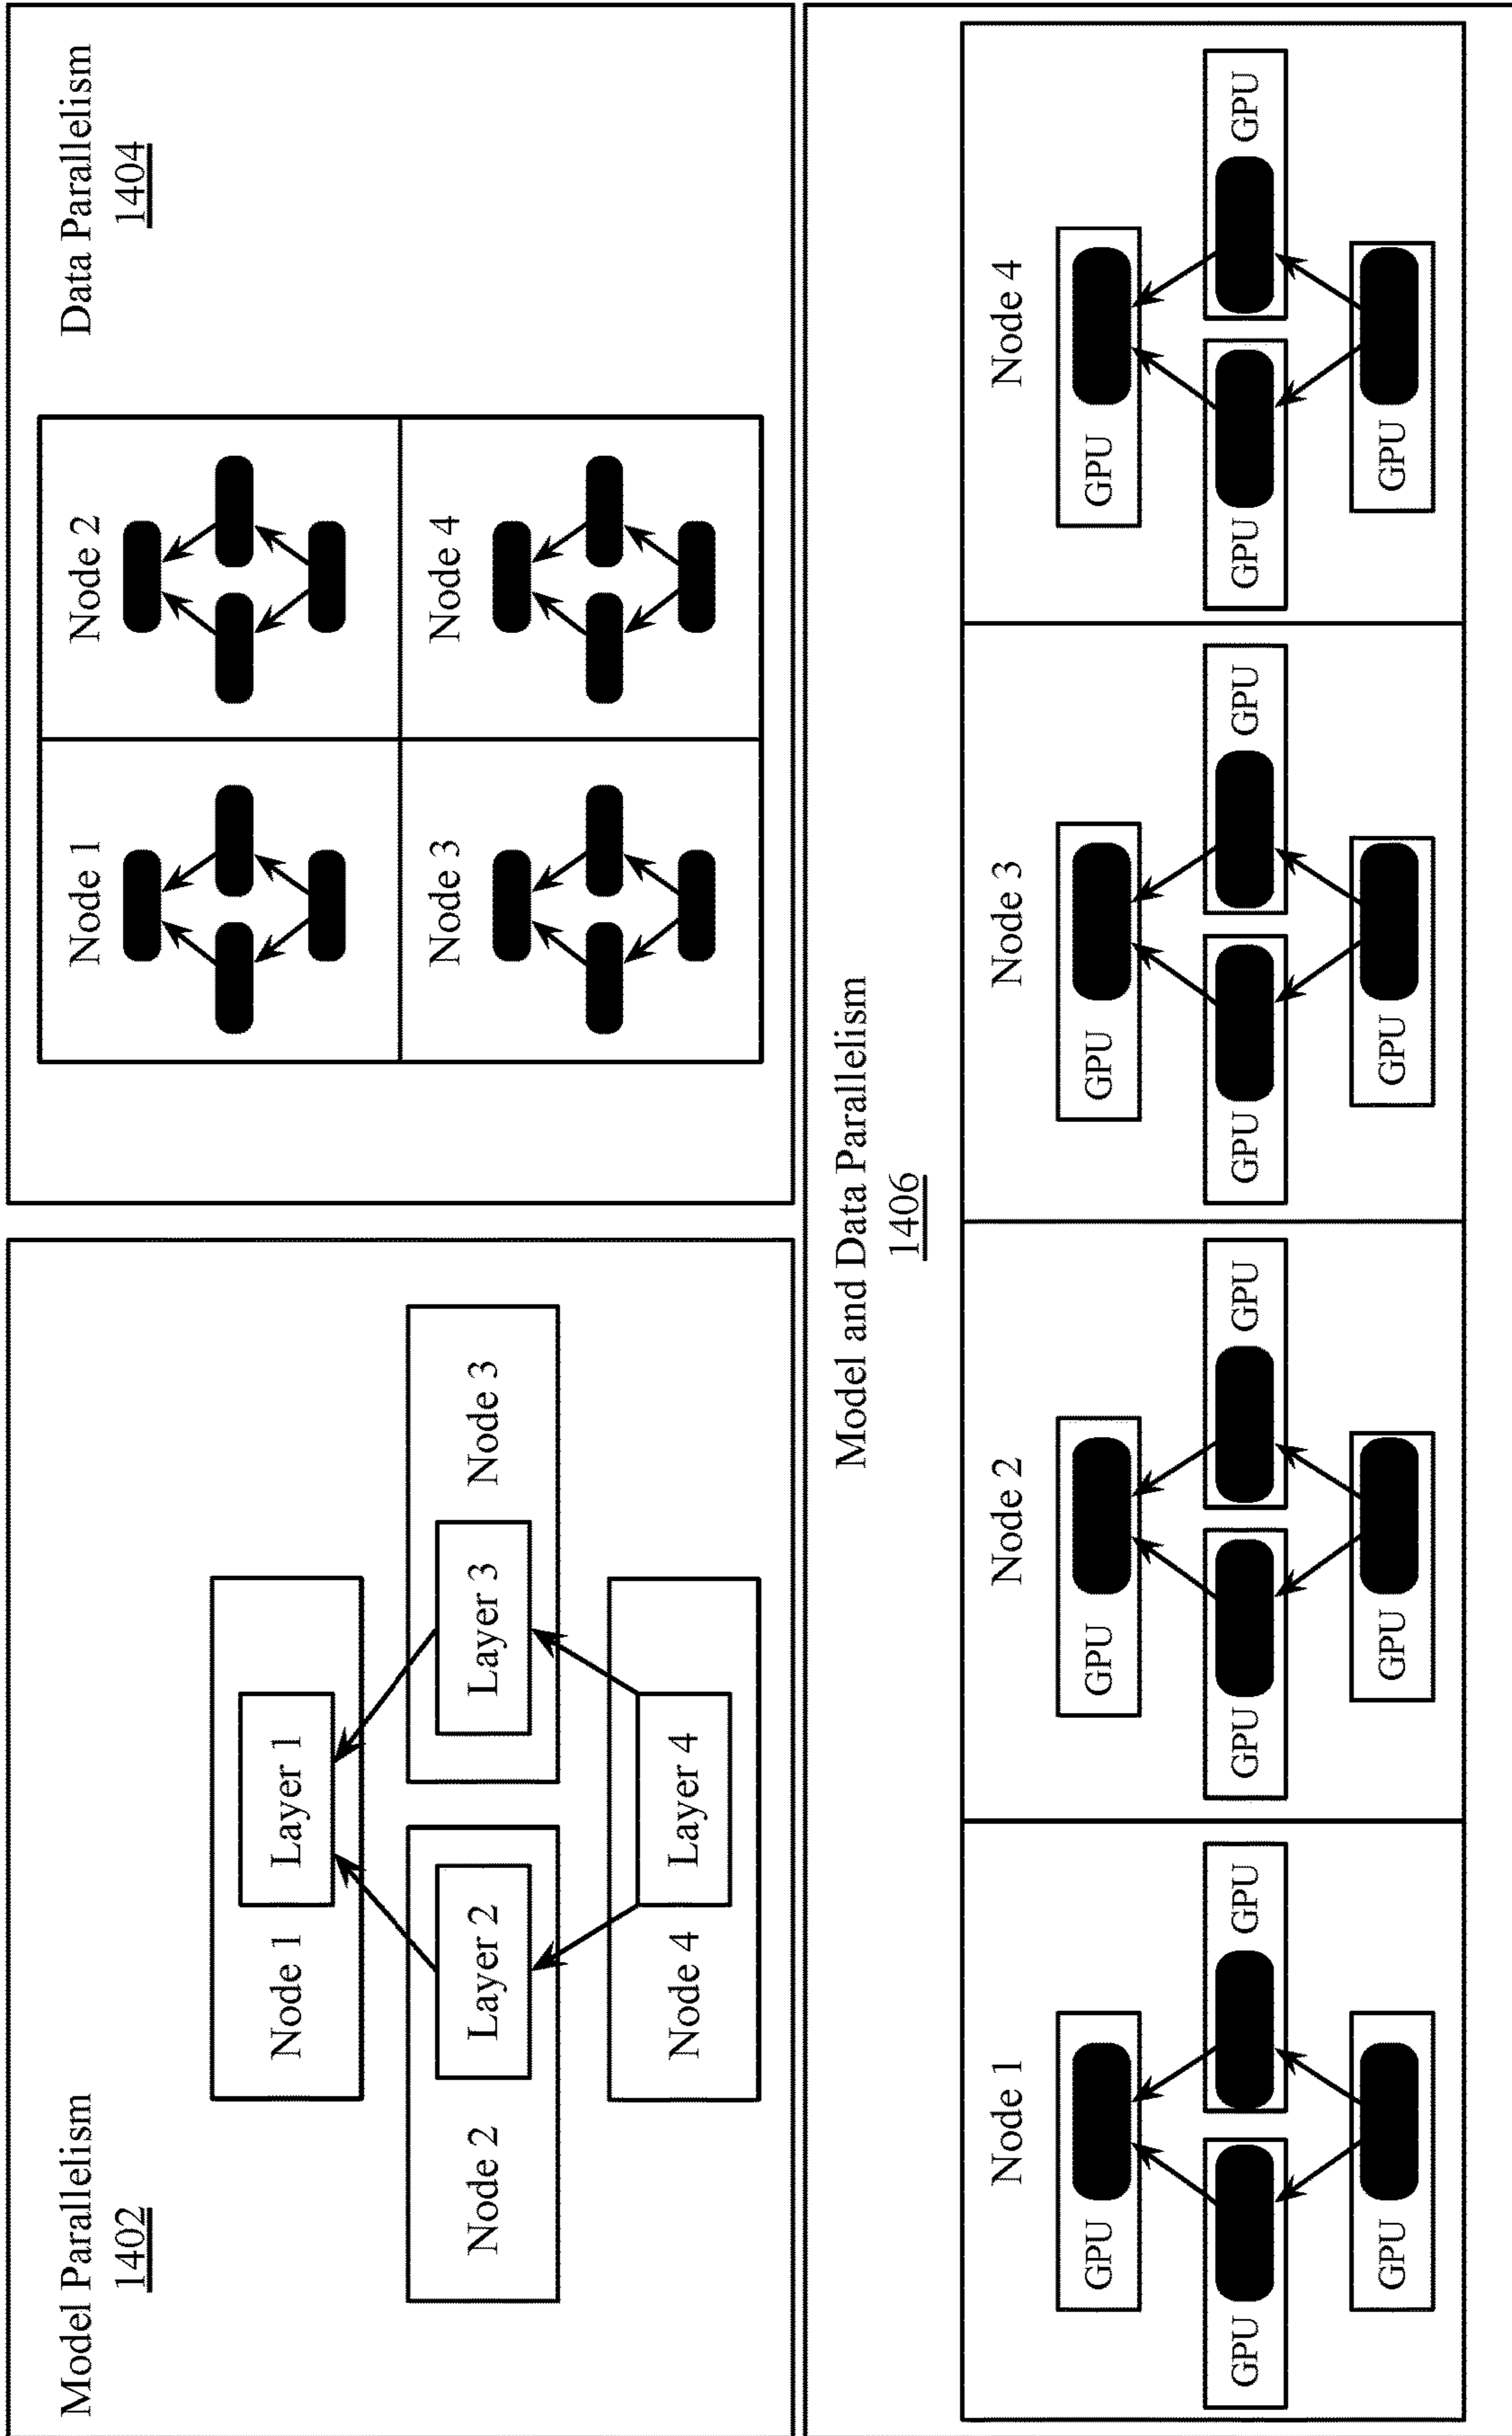 Model Parallelism
1402
Node 1
Layer 1
Node 2
Layer 2
Layer 3
Node 3
Node 4
Layer 4
Data Parallelism
1404
Node 1
Node 2
Node 3
Node 4
Model and Data Parallelism
1406
Node 1
GPU
GPU
GPU
GPU
Node 2
GPU
GPU
GPU
GPU
Node 3
GPU
GPU
GPU
GPU
Node 4
GPU
GPU
GPU
GPU